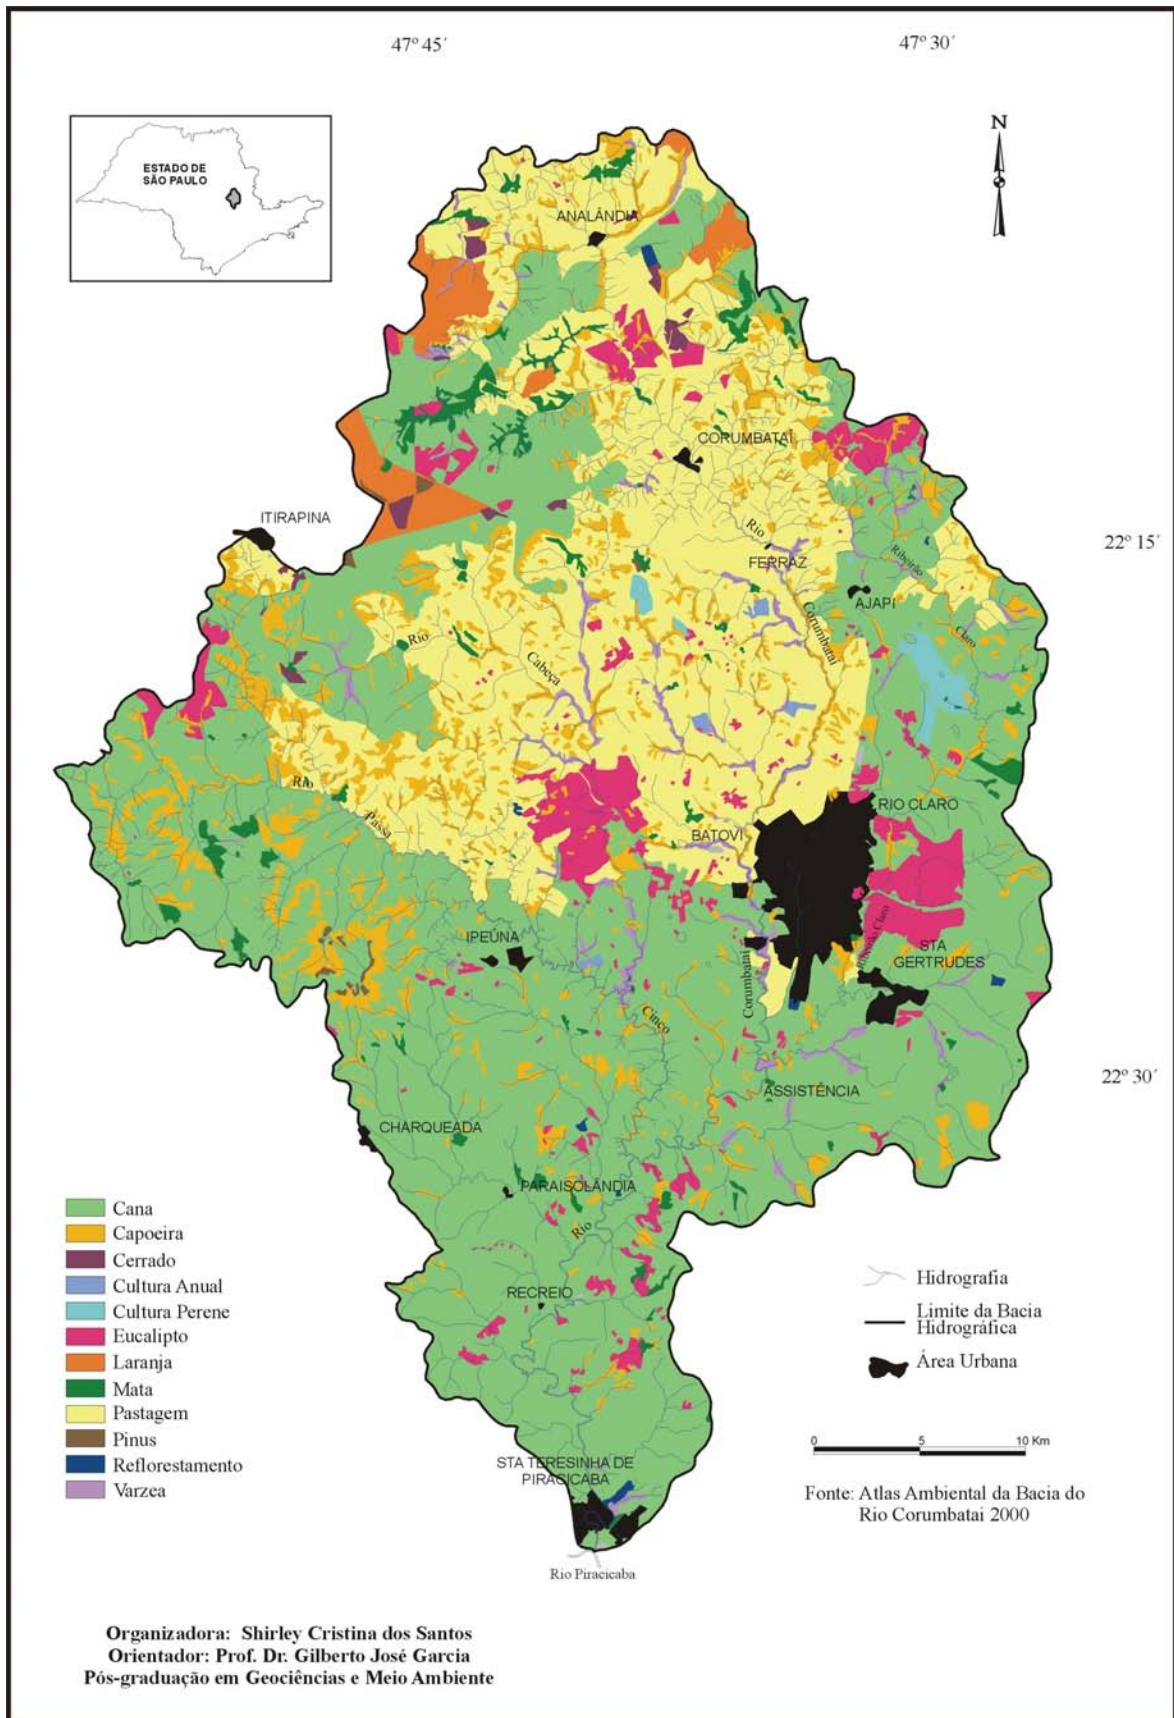 47º 45´
47º 30´
ESTADO DE
SÃO PAULO
N
ANALÂNDIA
CORUMBATAÍ
ITIRAPINA
Rio
22º 15´
FERRAZ
Ribeirão
AJAPÍ
Corumbataí
Claro
Rio
Cabeça
Rio
Passa
RIO CLARO
BATOVÍ
Ribeirão Claro
IPEÚNA
STA
GERTRUDES
Corumbataí
Cinco
22º 30´
ASSISTÊNCIA
CHARQUEADA
PARAISOLÂNDIA
Rio
RECREIO
Cana
Capoeira
Cerrado
Cultura Anual
Cultura Perene
Eucalipto
Laranja
Mata
Pastagem
Pinus
Reflorestamento
Varzea
Hidrografia
Limite da Bacia
Hidrográfica
Área Urbana
0 5 10 Km
STA TERESINHA DE
PIRACICABA
Fonte: Atlas Ambiental da Bacia do
Rio Corumbatai 2000
Rio Piracicaba
Organizadora: Shirley Cristina dos Santos
Orientador: Prof. Dr. Gilberto José Garcia
Pós-graduação em Geociências e Meio Ambiente